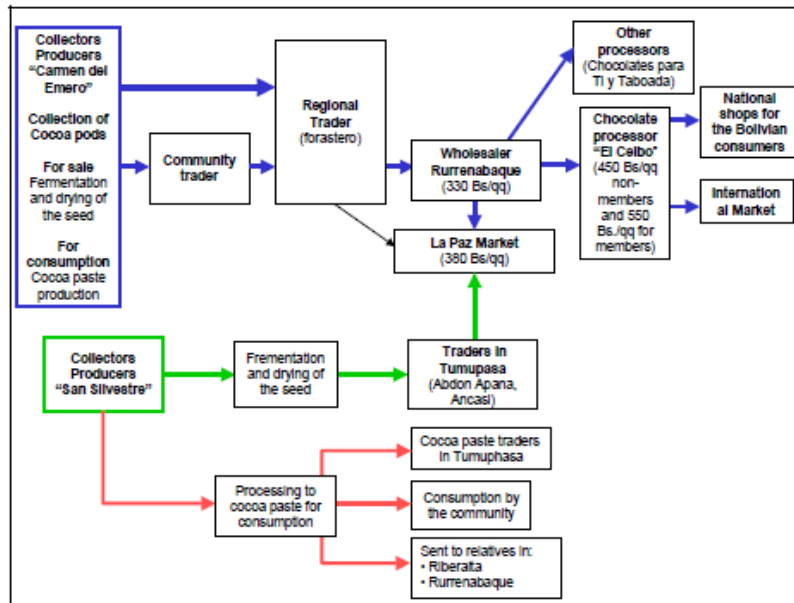 Collectors
Producers
“Carmen del
Emero”
Collection of
Cocoa pods
For sale
Fermentation
and drying of
the seed
For
consumption
Cocoa paste
production
Community
trader
Regional
Trader
(forastero)
Wholesaler
Rurrenabaque
(330 Bs/qq)
La Paz Market
(380 Bs/qq)
Other
processors
(Chocolates para
Ti y Taboada)
Chocolate
processor
“El Ceibo”
(450 Bs/qq
non-
members
and 550
Bs./qq for
members)
National
shops for
the Bolivian
consumers
Internation
al Market
Collectors
Producers
“San Silvestre”
Frementation
and drying of
the seed
Traders in
Tumupasa
(Abdon Apana,
Ancasi)
Processing to
cocoa paste for
consumption
Cocoa paste traders
in Tumuphasa
Consumption by
the community
Sent to relatives in:
• Riberalta
• Rurrenabaque